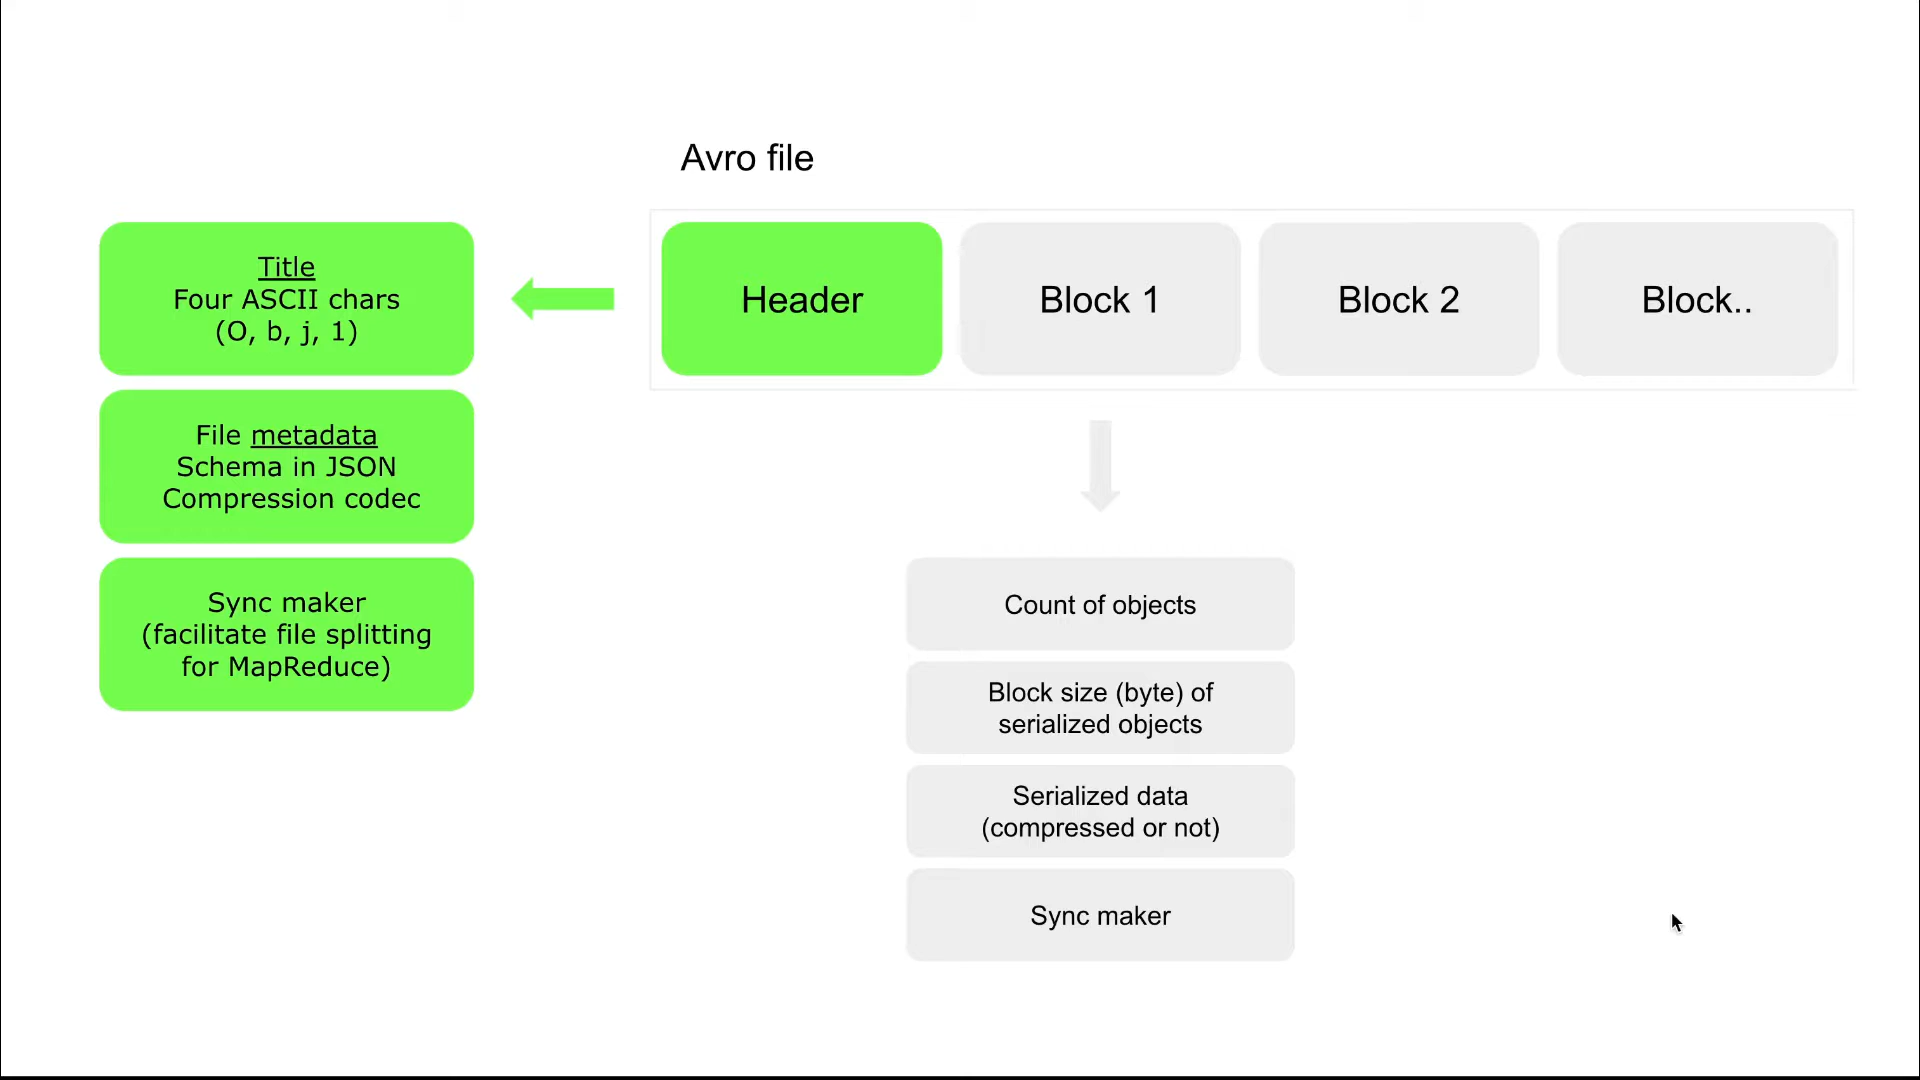 Avro file
Title
Four ASCII chars
(O, b, j, 1)
Header
Block 1
Block 2
Block..
File metadata
Schema in JSON
Compression codec
Sync maker
(facilitate file splitting
for MapReduce)
Count of objects
Block size (byte) of
serialized objects
Serialized data
(compressed or not)
Sync maker